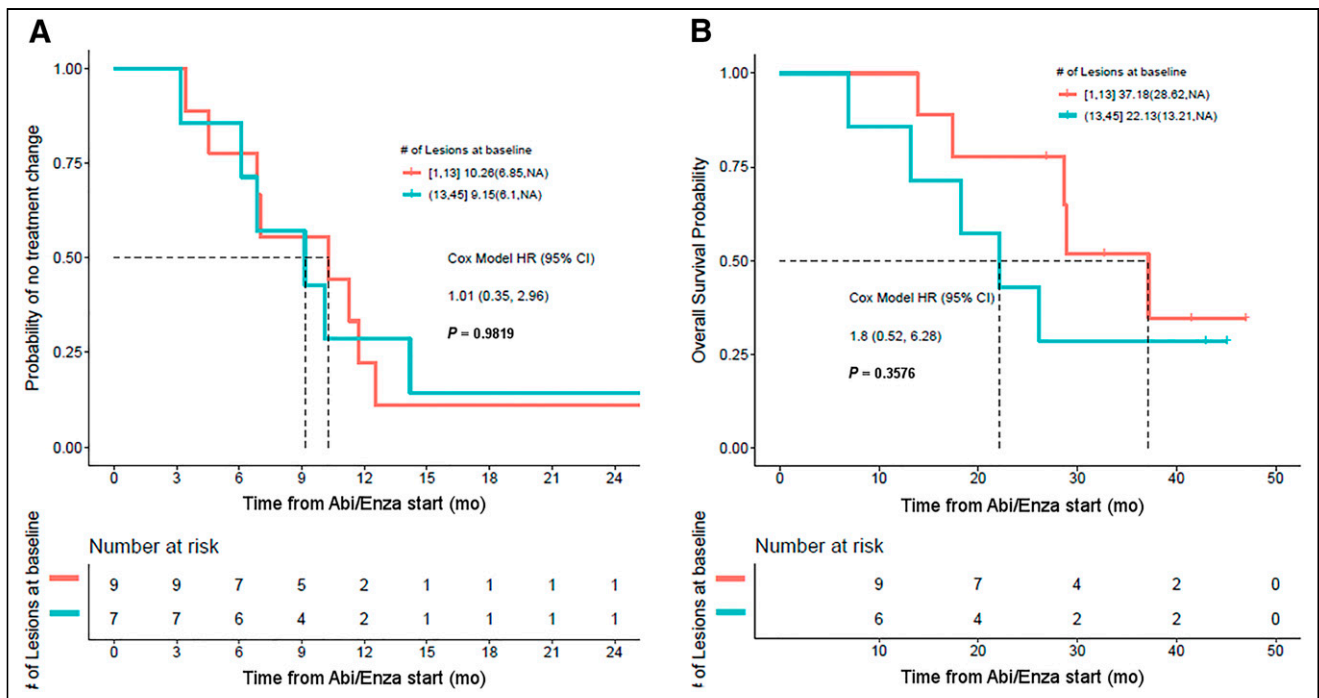 A
Probability of no treatment change
1.00
0.75
0.50
0.25
0.00
# of Lesions at baseline
[1,13] 10.26(6.85,NA)
(13,45] 9.15(6.1,NA)
Cox Model HR (95% CI)
1.01 (0.35, 2.96)
P = 0.9819
0 3 6 9 12 15 18 21 24
Time from Abi/Enza start (mo)
# of Lesions at baseline
Number at risk
9 9 7 5 2 1 1 1 1
7 7 6 4 2 1 1 1 1
0 3 6 9 12 15 18 21 24
Time from Abi/Enza start (mo)
B
Overall Survival Probability
1.00
0.75
0.50
0.25
0.00
# of Lesions at baseline
[1,13] 37.18(28.62,NA)
(13,45] 22.13(13.21,NA)
Cox Model HR (95% CI)
1.8 (0.52, 6.28)
P = 0.3576
0 10 20 30 40 50
Time from Abi/Enza start (mo)
# of Lesions at baseline
Number at risk
9 7 4 2 0
6 4 2 2 0
10 20 30 40 50
Time from Abi/Enza start (mo)